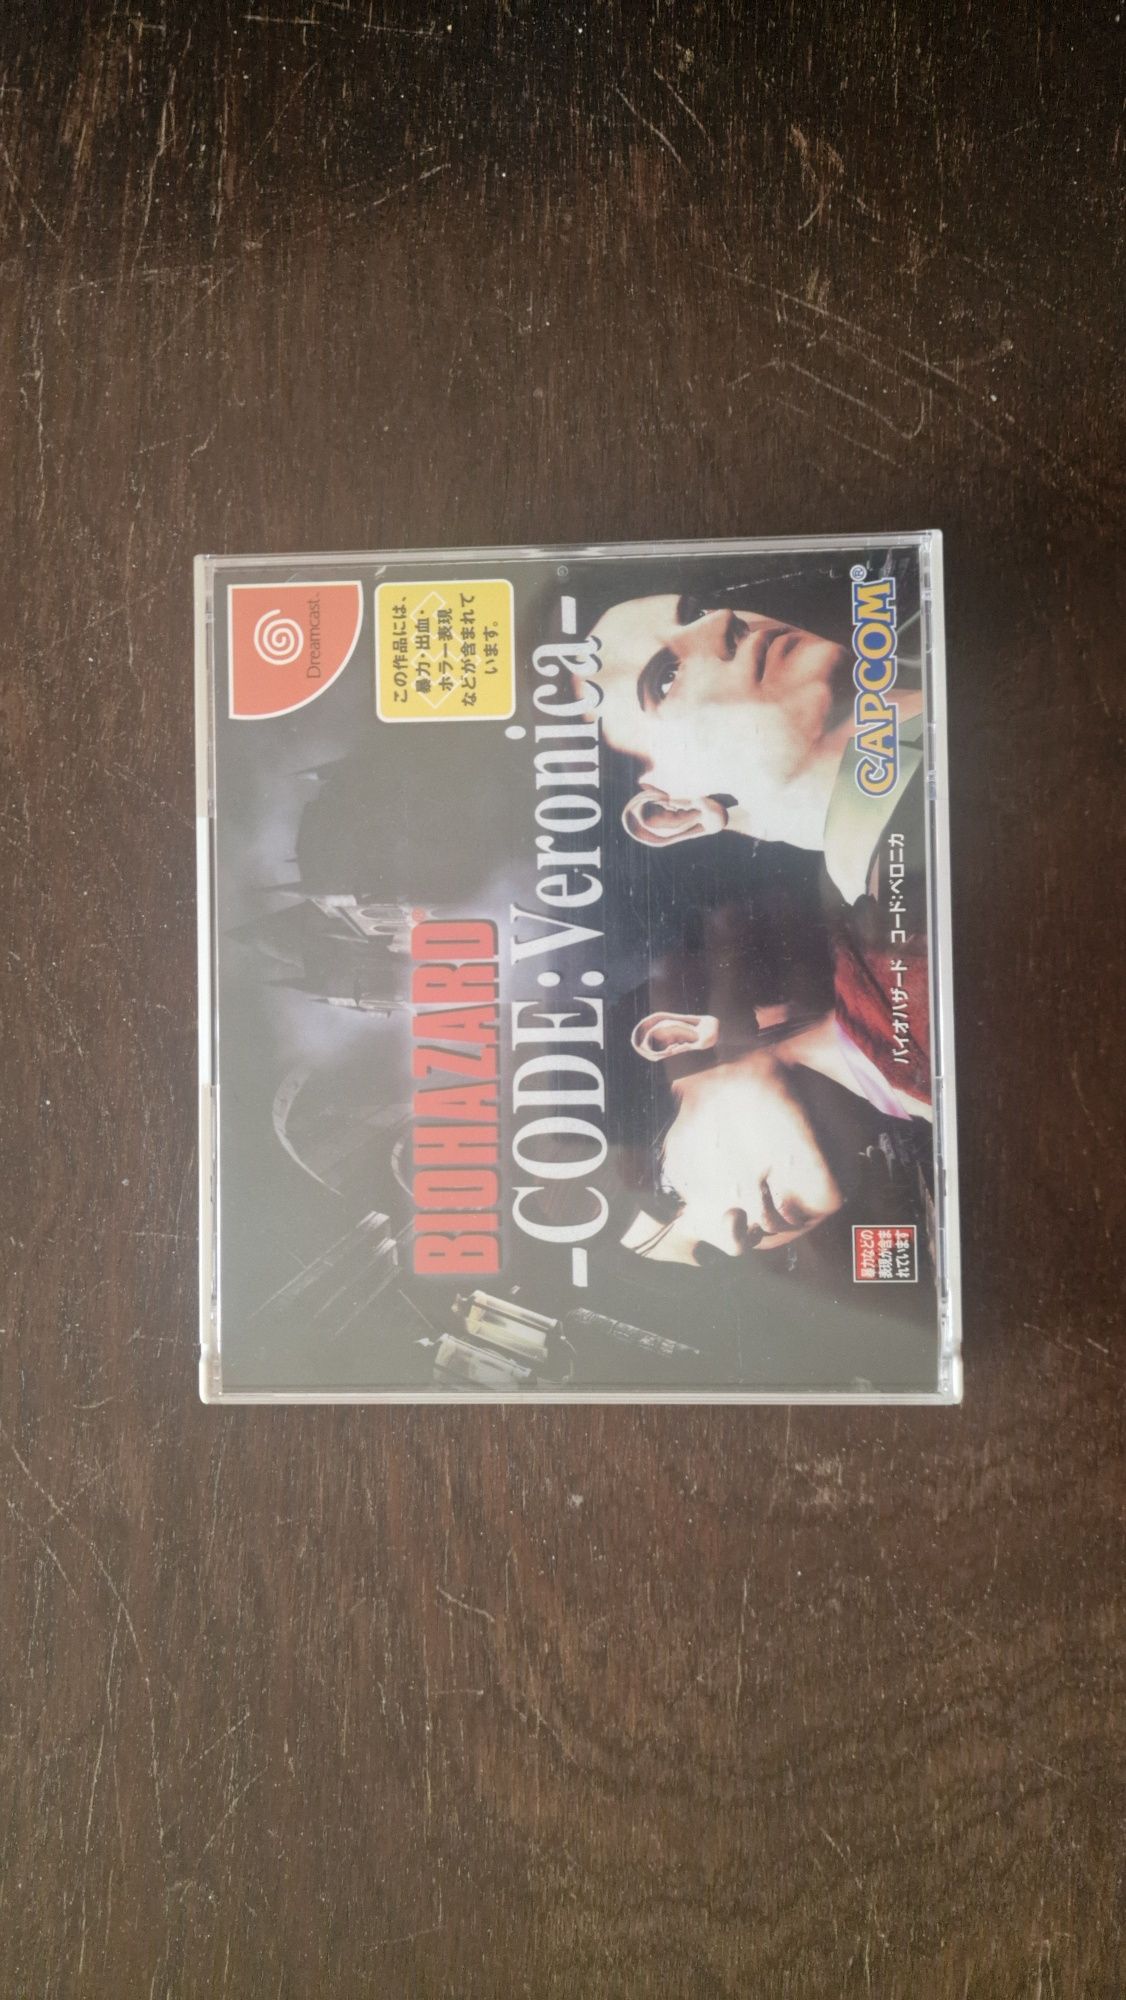 Dreamcast™
この作品には、
暴力・出血・
ホラー表現
などが含まれて
います。
BIOHAZARD®
-CODE: Veronica-
暴力などの
表現が含ま
れています
バイオハザード コード:ベロニカ
CAPCOM®